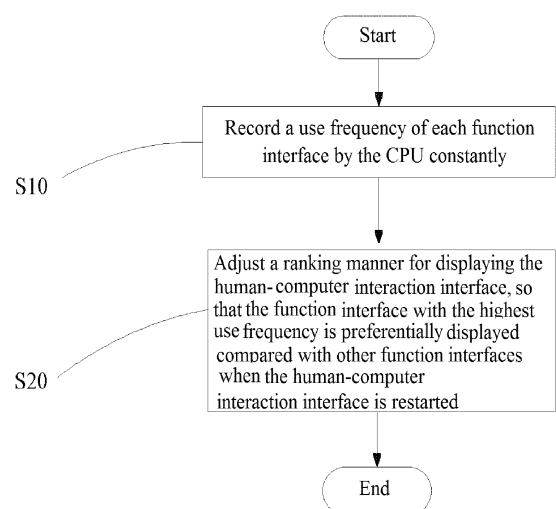 Start
Record a use frequency of each function
interface by the CPU constantly
S10
Adjust a ranking manner for displaying the
human-computer interaction interface, so
that the function interface with the highest
use frequency is preferentially displayed
compared with other function interfaces
when the human-computer
interaction interface is restarted
S20
End